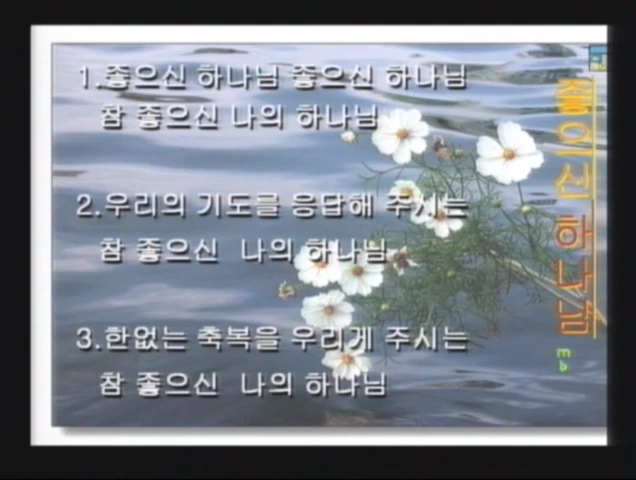 1.좋으신 하나님 좋으신 하나님
참 좋으신 나의 하나님
2.우리의 기도를 응답해 주시는
참 좋으신 나의 하나님
3.한없는 축복을 우리게 주시는
참 좋으신 나의 하나님
좋으신 하나님
mb